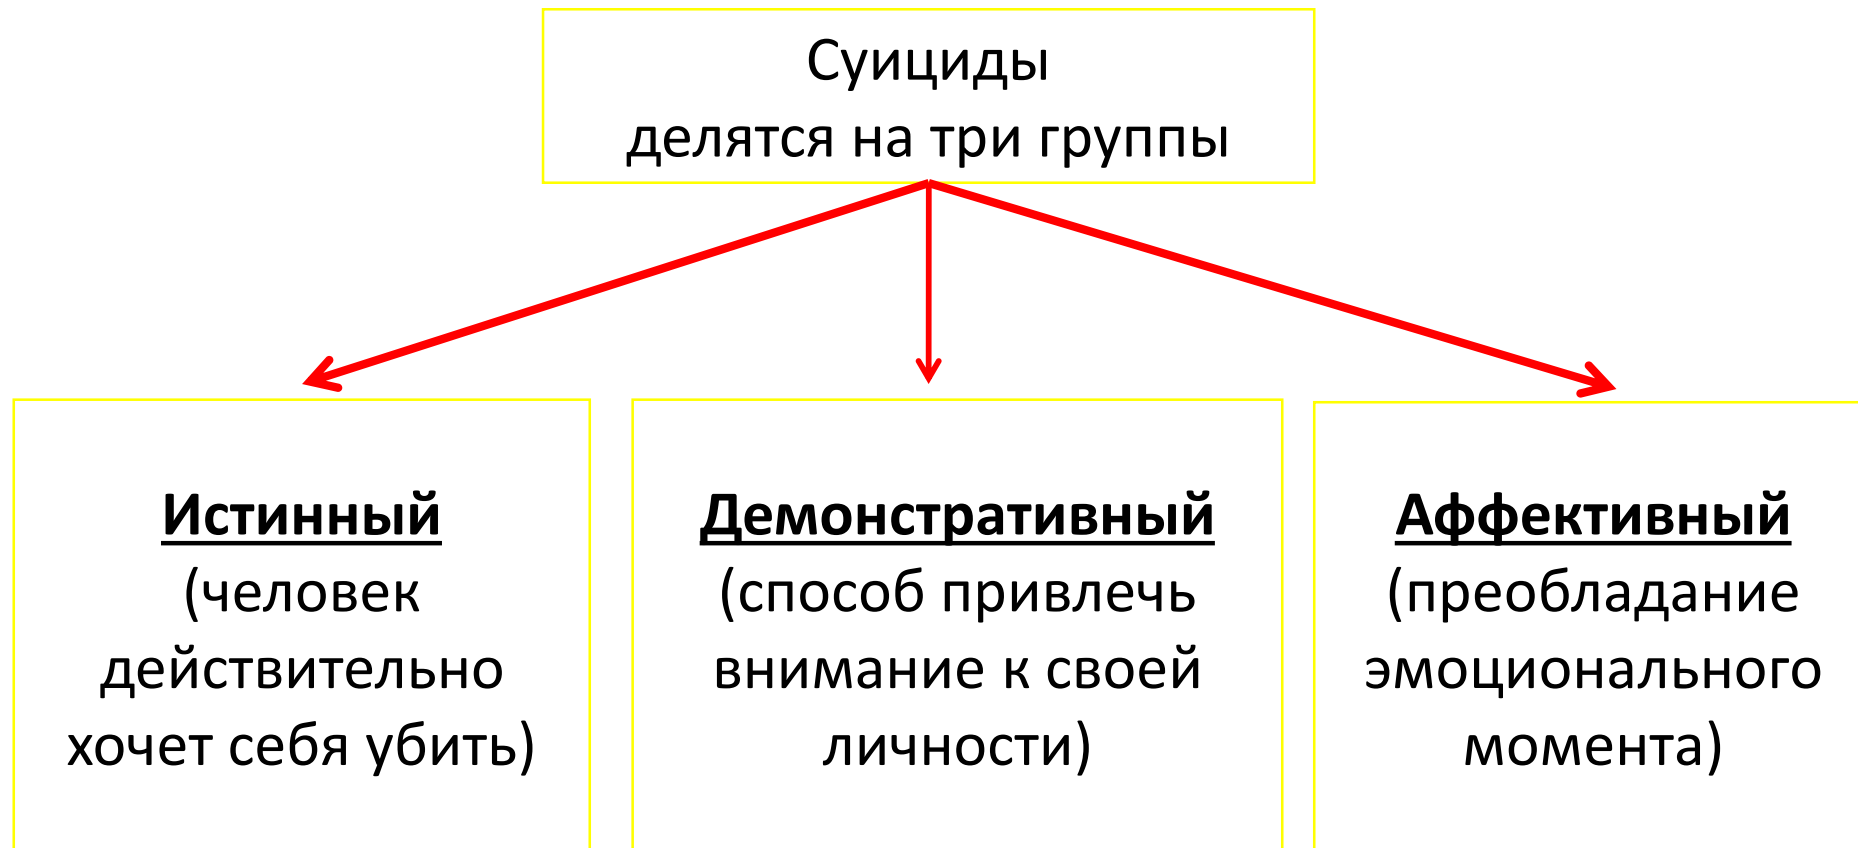 Суициды
делятся на три группы
Истинный
(человек
действительно
хочет себя убить)
Демонстративный
(способ привлечь
внимание к своей
личности)
Аффективный
(преобладание
эмоционального
момента)